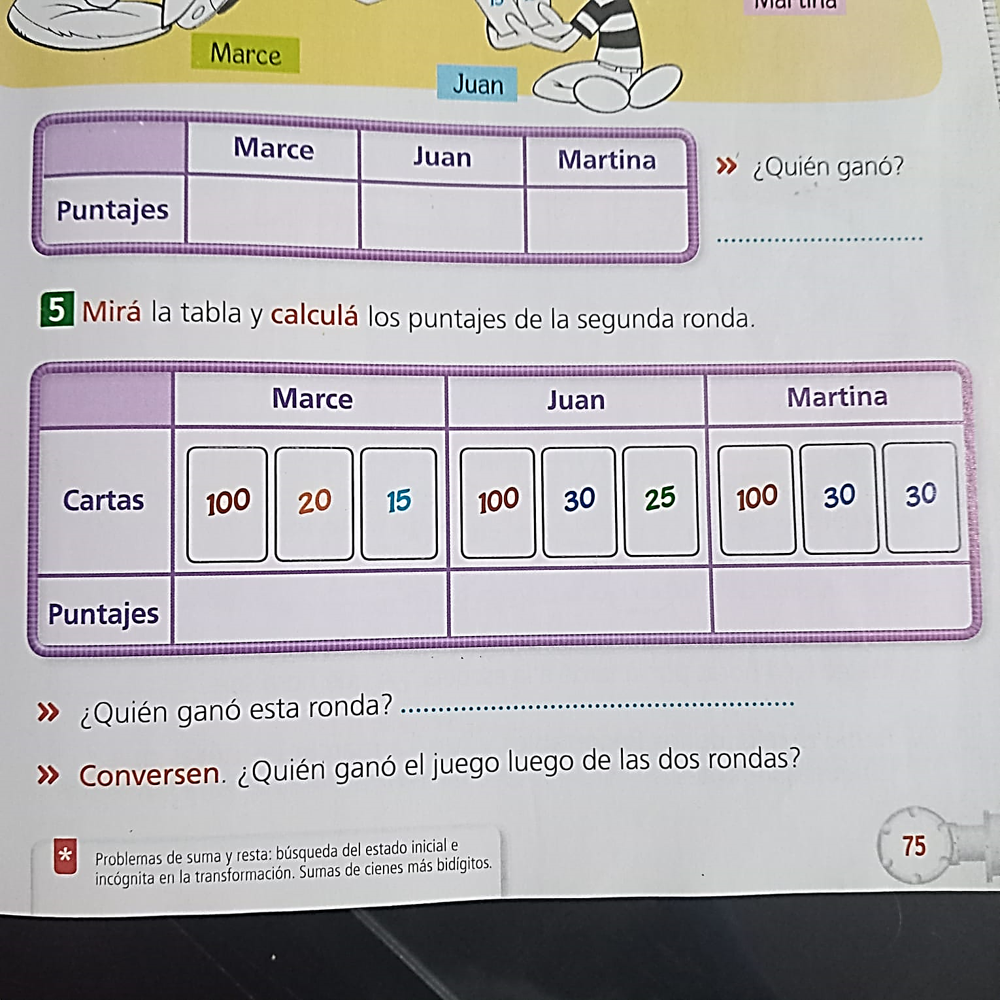 Martina
Marce
Juan
Marce Juan Martina
Puntajes
» ¿Quién ganó?
5 Mirá la tabla y calculá los puntajes de la segunda ronda.
Marce Juan Martina
Cartas 100 20 15 100 30 25 100 30 30
Puntajes
» ¿Quién ganó esta ronda?
» Conversen. ¿Quién ganó el juego luego de las dos rondas?
* Problemas de suma y resta: búsqueda del estado inicial e
incógnita en la transformación. Sumas de cienes más bidígitos.
75